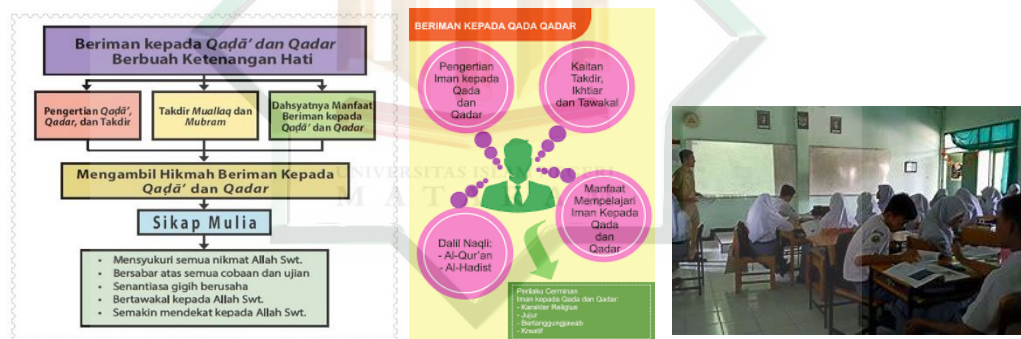 Beriman kepada Qaḍā' dan Qadar
Berbuah Ketenangan Hati
Pengertian Qaḍā',
Qadar, dan Takdir
Takdir Muallaq dan
Mubram
Dahsyatnya Manfaat
Beriman kepada
Qaḍā' dan Qadar
Mengambil Hikmah Beriman Kepada
Qaḍā' dan Qadar
Sikap Mulia
• Mensyukuri semua nikmat Allah Swt.
• Bersabar atas semua cobaan dan ujian
• Senantiasa gigih berusaha
• Bertawakal kepada Allah Swt.
• Semakin mendekat kepada Allah Swt.
BERIMAN KEPADA QADA QADAR
Pengertian
Iman kepada
Qada
dan
Qadar
Kaitan
Takdir,
Ikhtiar
dan Tawakal
Dalil Naqli:
- Al-Qur'an
- Al-Hadist
Manfaat
Mempelajari
Iman Kepada
Qada
dan
Qadar
Perilaku Cerminan
Iman kepada Qada dan Qadar:
- Karakter Religius
- Jujur
- Bertanggungjawab
- Kreatif
UNIVERSITAS ISLAM NEGERI